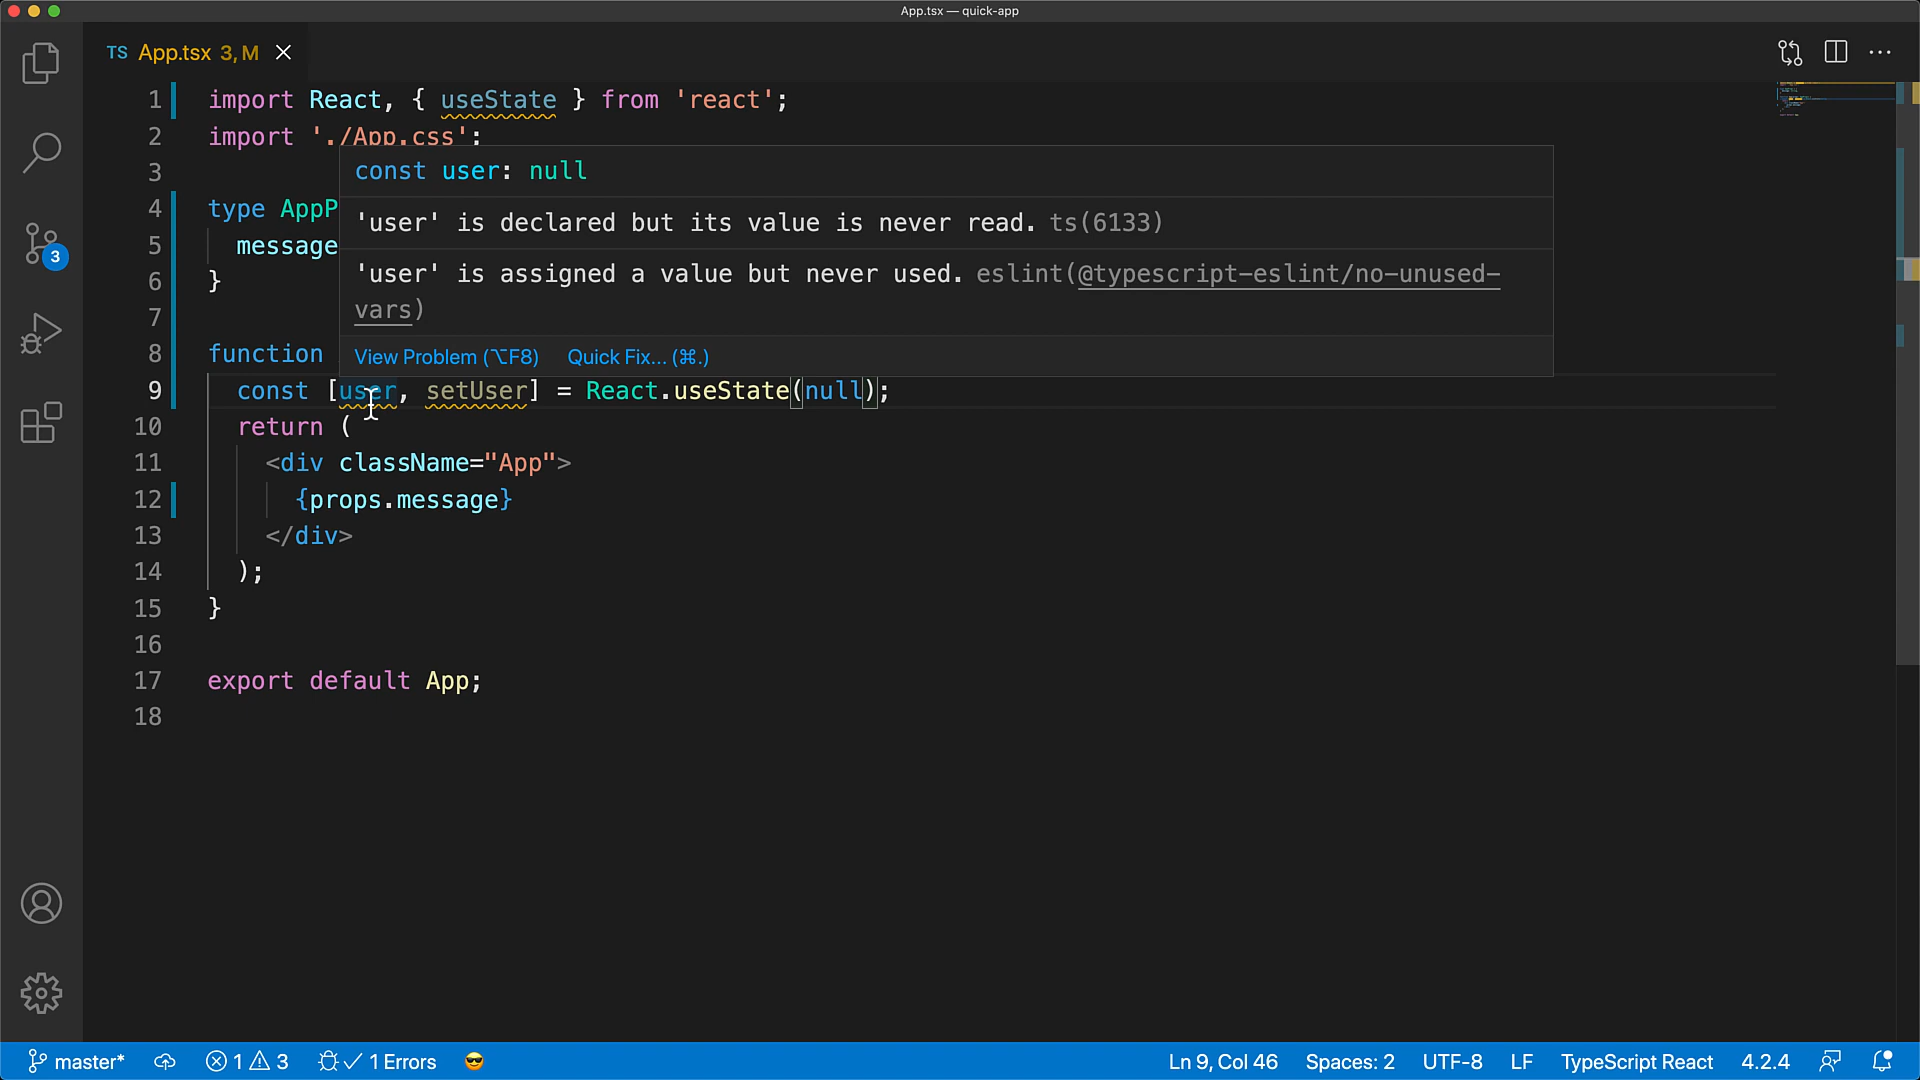 App.tsx — quick-app
TS App.tsx 3, M
1 import React, { useState } from 'react';
2 import './App.css';
3
const user: null
4 type AppP
'user' is declared but its value is never read. ts(6133)
5 message
'user' is assigned a value but never used. eslint(@typescript-eslint/no-unused-
6 }
vars)
7
8 function
View Problem (⌥F8) Quick Fix... (⌘.)
9 const [user, setUser] = React.useState(null);
10 return (
11 <div className="App">
12 {props.message}
13 </div>
14 );
15 }
16
17 export default App;
18
3
master* 1 3 1 Errors Ln 9, Col 46 Spaces: 2 UTF-8 LF TypeScript React 4.2.4